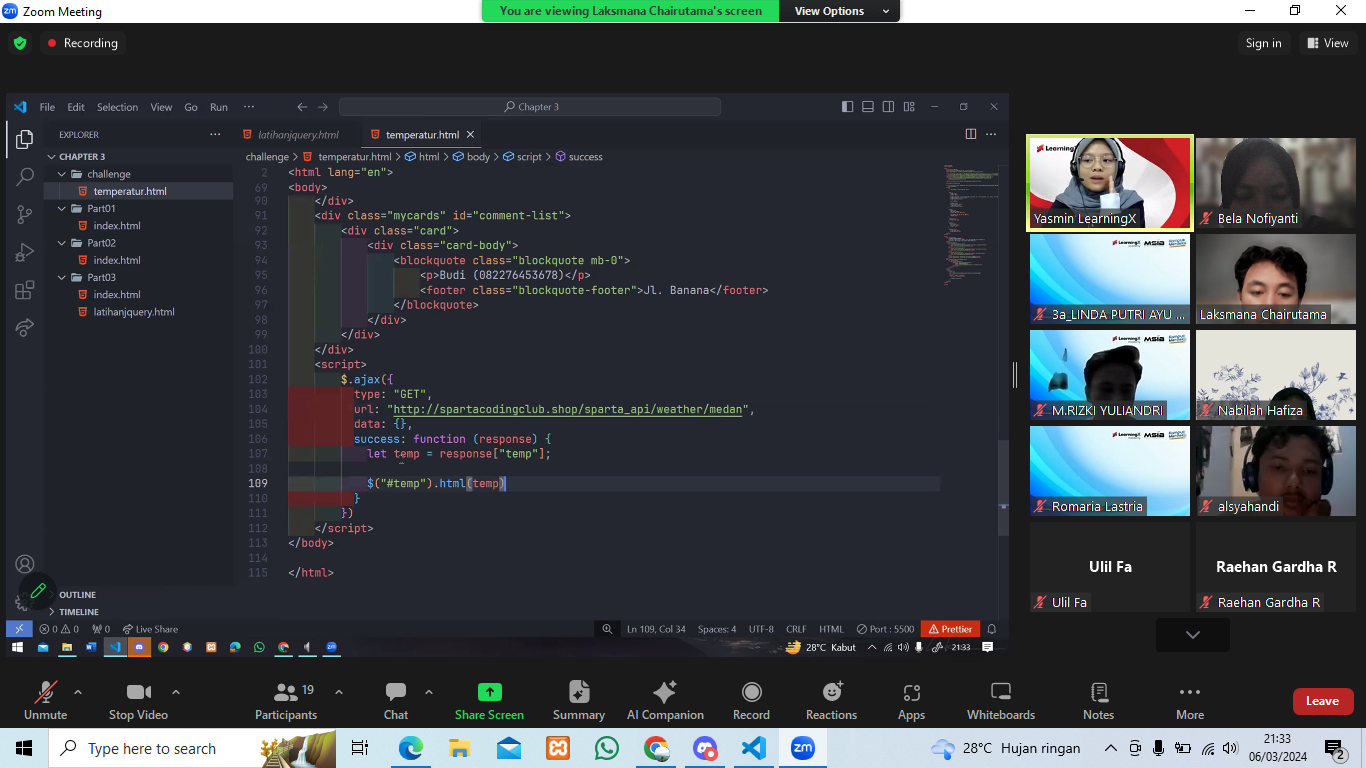 Zoom Meeting
You are viewing Laksmana Chairutama's screen
View Options
Recording
Sign in
View
File Edit Selection View Go Run ···
Chapter 3
EXPLORER
latihanjquery.html
temperatur.html
CHAPTER 3
challenge
temperatur.html
Part01
index.html
Part02
index.html
Part03
index.html
latihanjquery.html
OUTLINE
TIMELINE
challenge > temperatur.html > html > body > script > success
2 <html lang="en">
69 <body>
90 </div>
91 <div class="mycards" id="comment-list">
92 <div class="card">
93 <div class="card-body">
94 <blockquote class="blockquote mb-0">
95 <p>Budi (082276453678)</p>
96 <footer class="blockquote-footer">Jl. Banana</footer>
97 </blockquote>
98 </div>
99 </div>
100 </div>
101 <script>
102 $.ajax({
103 type: "GET",
104 url: "http://spartacodingclub.shop/sparta_api/weather/medan",
105 data: {},
106 success: function (response) {
107 let temp = response["temp"];
108
109 $("#temp").html(temp)
110 }
111 })
112 </script>
113 </body>
114
115 </html>
0 0 0 Live Share
Ln 109, Col 34 Spaces: 4 UTF-8 CRLF HTML Port : 5500 Prettier
28°C Kabut
21:33
LearningX
Yasmin LearningX
Bela Nofiyanti
LearningX MSIB
3a_LINDA PUTRI AYU ...
Laksmana Chairutama
LearningX MSIB
M.RIZKI YULIANDRI
Nabilah Hafiza
LearningX MSIB
Romaria Lastria
alsyahandi
Ulil Fa
Ulil Fa
Raehan Gardha R
Raehan Gardha R
Unmute
Stop Video
19
Participants
Chat
Share Screen
Summary
AI Companion
Record
Reactions
Apps
Whiteboards
Notes
More
Leave
Type here to search
zm
28°C Hujan ringan
21:33
06/03/2024
2